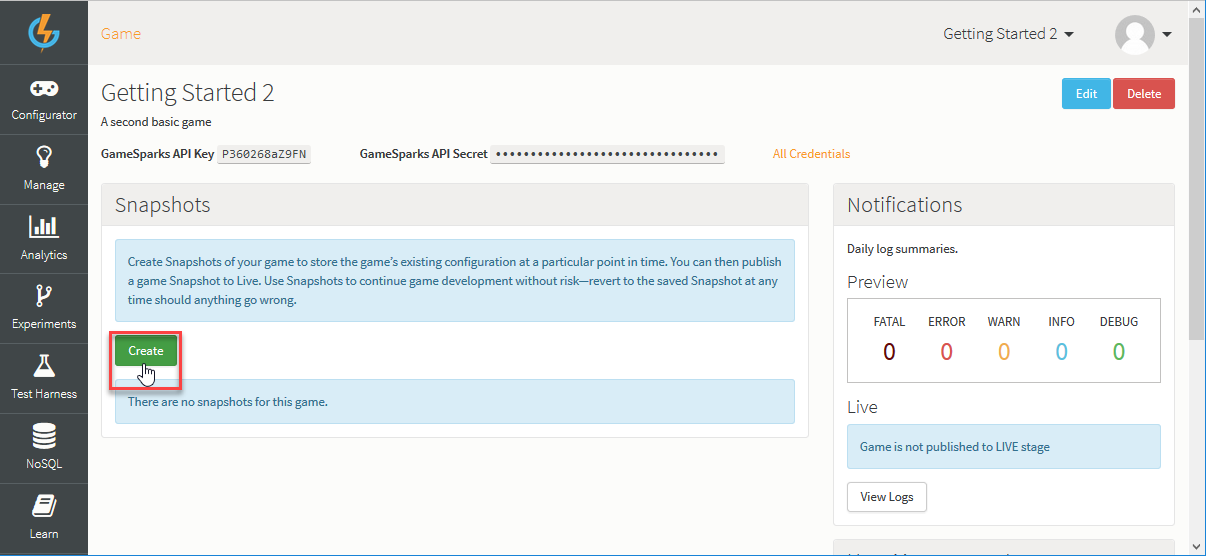 Game
Getting Started 2
Configurator
Manage
Analytics
Experiments
Test Harness
NoSQL
Learn
Getting Started 2
Edit
Delete
A second basic game
GameSparks API Key P360268aZ9FN
GameSparks API Secret ••••••••••••••••••••••••••••••••
All Credentials
Snapshots
Create Snapshots of your game to store the game's existing configuration at a particular point in time. You can then publish
a game Snapshot to Live. Use Snapshots to continue game development without risk—revert to the saved Snapshot at any
time should anything go wrong.
Create
There are no snapshots for this game.
Notifications
Daily log summaries.
Preview
FATAL ERROR WARN INFO DEBUG
0 0 0 0 0
Live
Game is not published to LIVE stage
View Logs